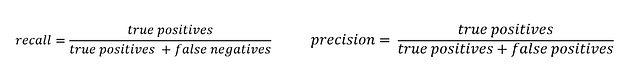 recall = true positives / true positives + false negatives
precision = true positives / true positives + false positives